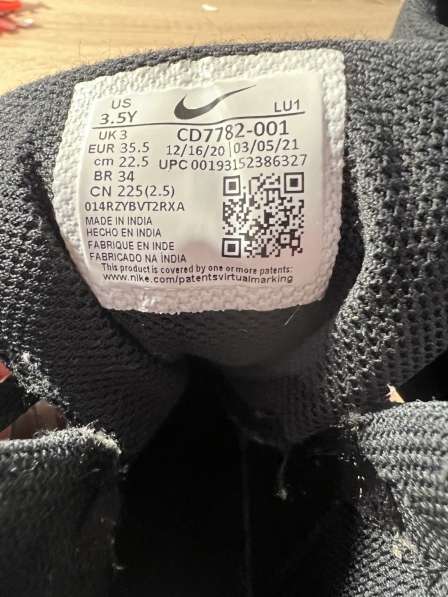 US LU1
3.5Y
UK 3 CD7782-001
EUR 35.5 12/16/20 03/05/21
cm 22.5 UPC 00193152386327
BR 34
CN 225(2.5)
014RZYBVT2RXA
MADE IN INDIA
HECHO EN INDIA
FABRIQUE EN INDE
FABRICADO NA ÍNDIA
This product is covered by one or more patents:
www.nike.com/patentsvirtualmarking